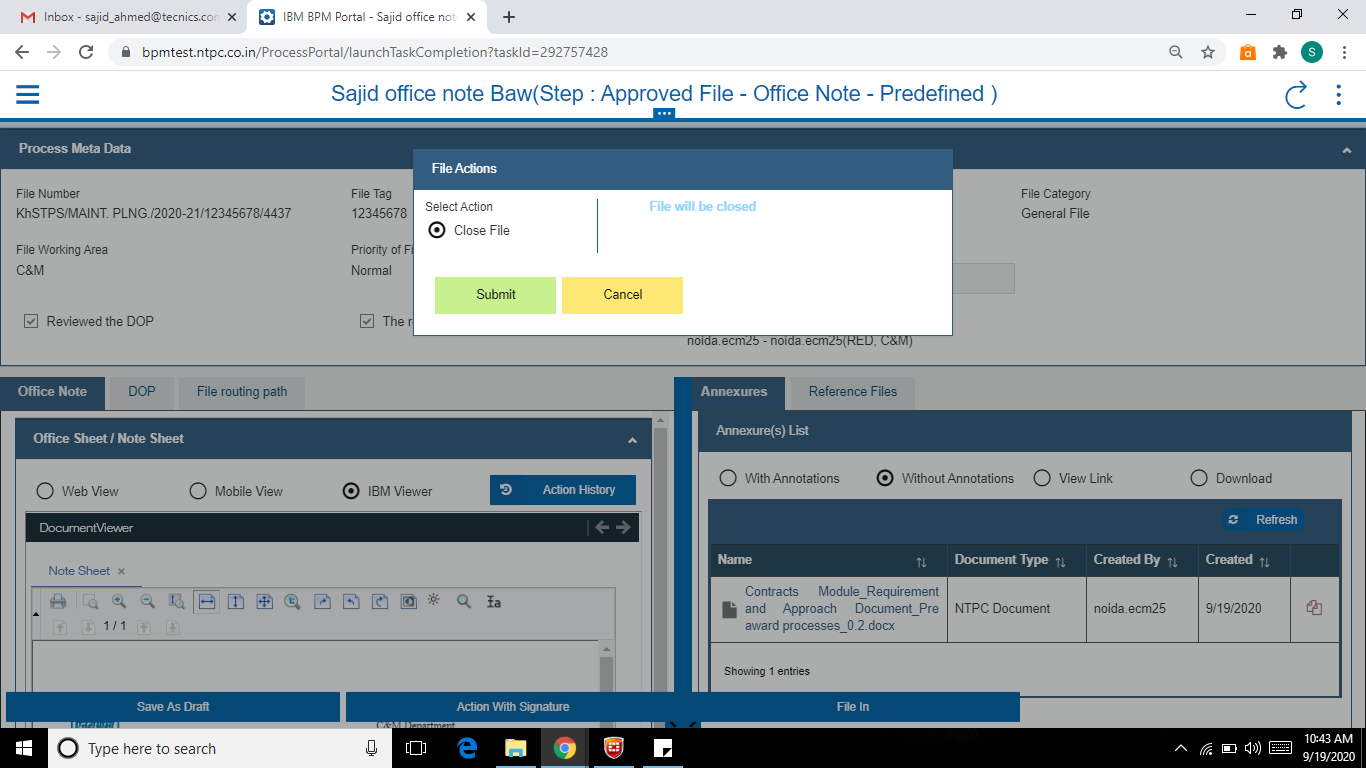 Inbox - sajid_ahmed@tecnics.con
IBM BPM Portal - Sajid office not
bpmtest.ntpc.co.in/ProcessPortal/launchTaskCompletion?taskId=292757428
S
Sajid office note Baw(Step : Approved File - Office Note - Predefined )
Process Meta Data
File Number
KhSTPS/MAINT. PLNG./2020-21/12345678/4437
File Tag
12345678
File Category
General File
File Working Area
C&M
Priority of Fi
Normal
Reviewed the DOP
The r
noida.ecm25 - noida.ecm25(RED, C&M)
File Actions
Select Action
Close File
File will be closed
Submit
Cancel
Office Note
DOP
File routing path
Office Sheet / Note Sheet
Web View
Mobile View
IBM Viewer
Action History
DocumentViewer
Note Sheet
1 / 1
C&M Department
Annexures
Reference Files
Annexure(s) List
With Annotations
Without Annotations
View Link
Download
Refresh
Name
Document Type
Created By
Created
Contracts Module_Requirement
and Approach Document_Pre
award processes_0.2.docx
NTPC Document
noida.ecm25
9/19/2020
Showing 1 entries
Save As Draft
Action With Signature
File In
Type here to search
10:43 AM
9/19/2020